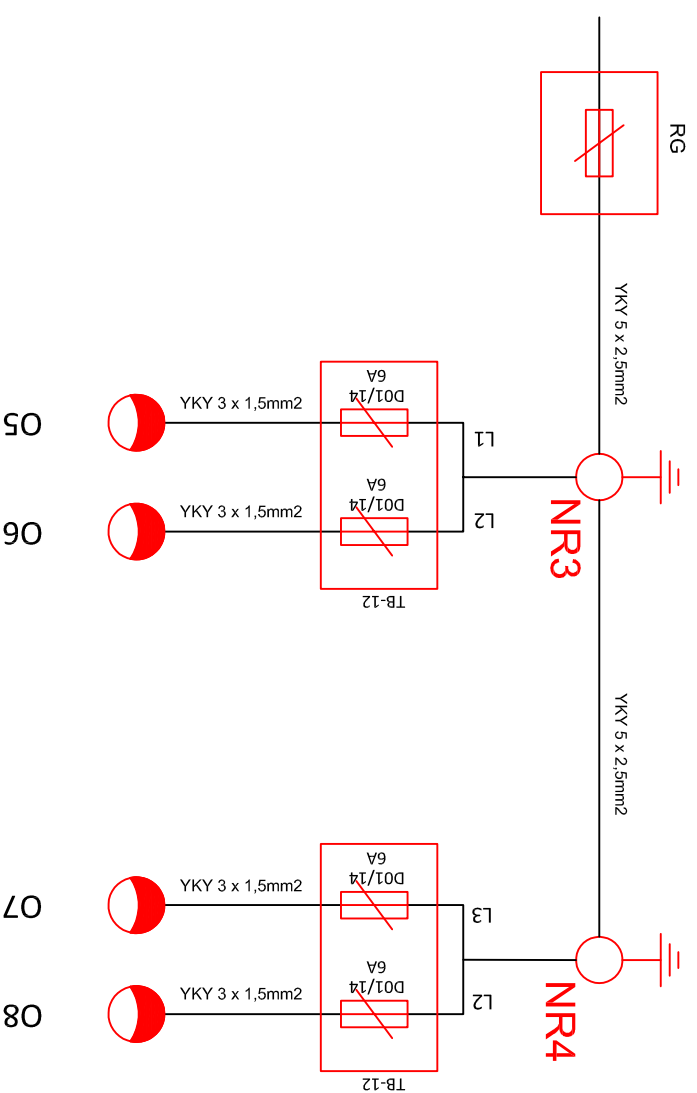 RG
YKY 5 x 2,5mm2
6A
D01/14
YKY 3 x 1,5mm2
O5
L1
6A
D01/14
YKY 3 x 1,5mm2
O6
L2
NR3
TB-12
YKY 5 x 2,5mm2
6A
D01/14
YKY 3 x 1,5mm2
O7
L3
6A
D01/14
YKY 3 x 1,5mm2
O8
L2
NR4
TB-12